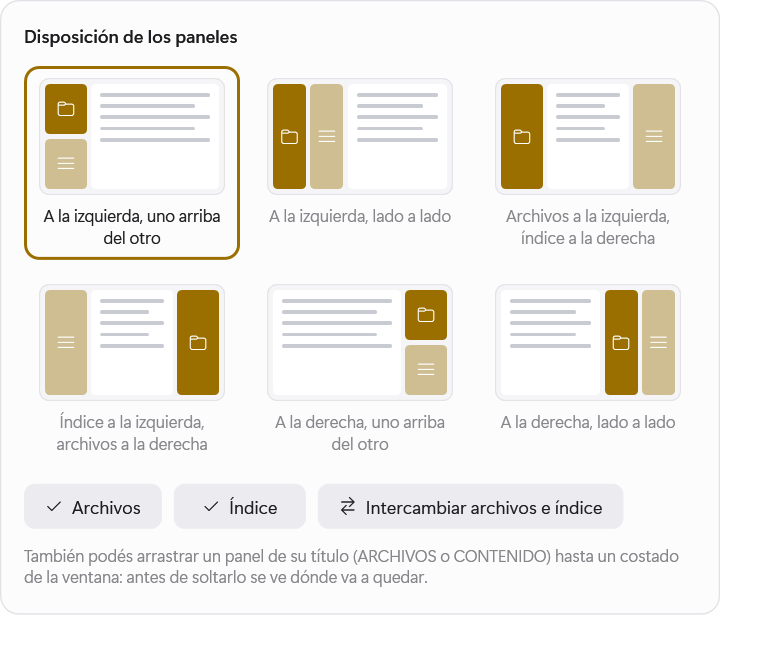 Disposición de los paneles
A la izquierda, uno arriba
del otro
A la izquierda, lado a lado
Archivos a la izquierda,
índice a la derecha
Índice a la izquierda,
archivos a la derecha
A la derecha, uno arriba
del otro
A la derecha, lado a lado
Archivos
Índice
Intercambiar archivos e índice
También podés arrastrar un panel de su título (ARCHIVOS o CONTENIDO) hasta un costado
de la ventana: antes de soltarlo se ve dónde va a quedar.